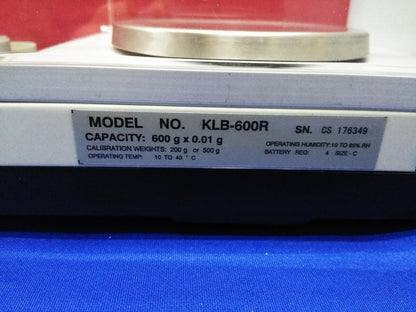 MODEL NO. KLB-600R SN. CS 176349
CAPACITY: 600 g x 0.01 g
CALIBRATION WEIGHTS: 200 g or 500 g OPERATING HUMIDITY: 10 TO 85% RH
OPERATING TEMP: 10 TO 40 ° C BATTERY REQ: 4 SIZE - C